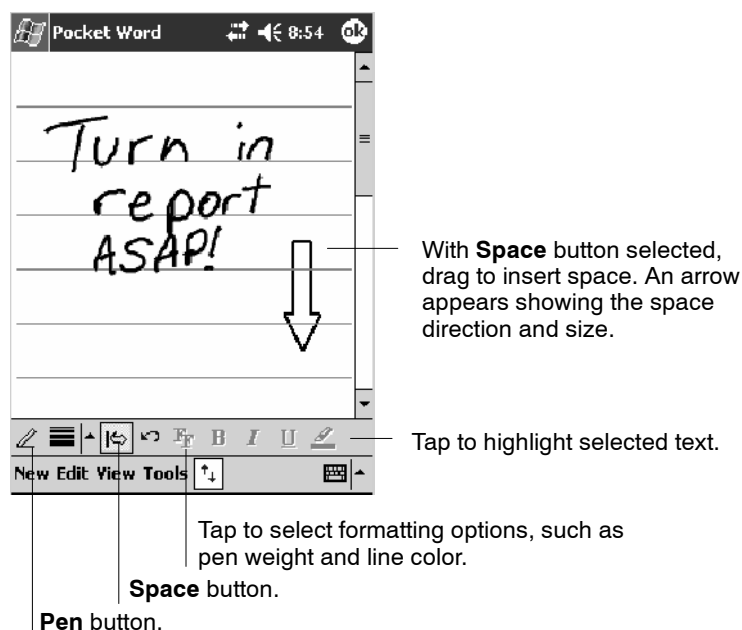 Pocket Word 8:54 ok
Turn in
report
ASAP!
With Space button selected,
drag to insert space. An arrow
appears showing the space
direction and size.
FF B I U
Tap to highlight selected text.
New Edit View Tools
Tap to select formatting options, such as
pen weight and line color.
Space button.
Pen button.